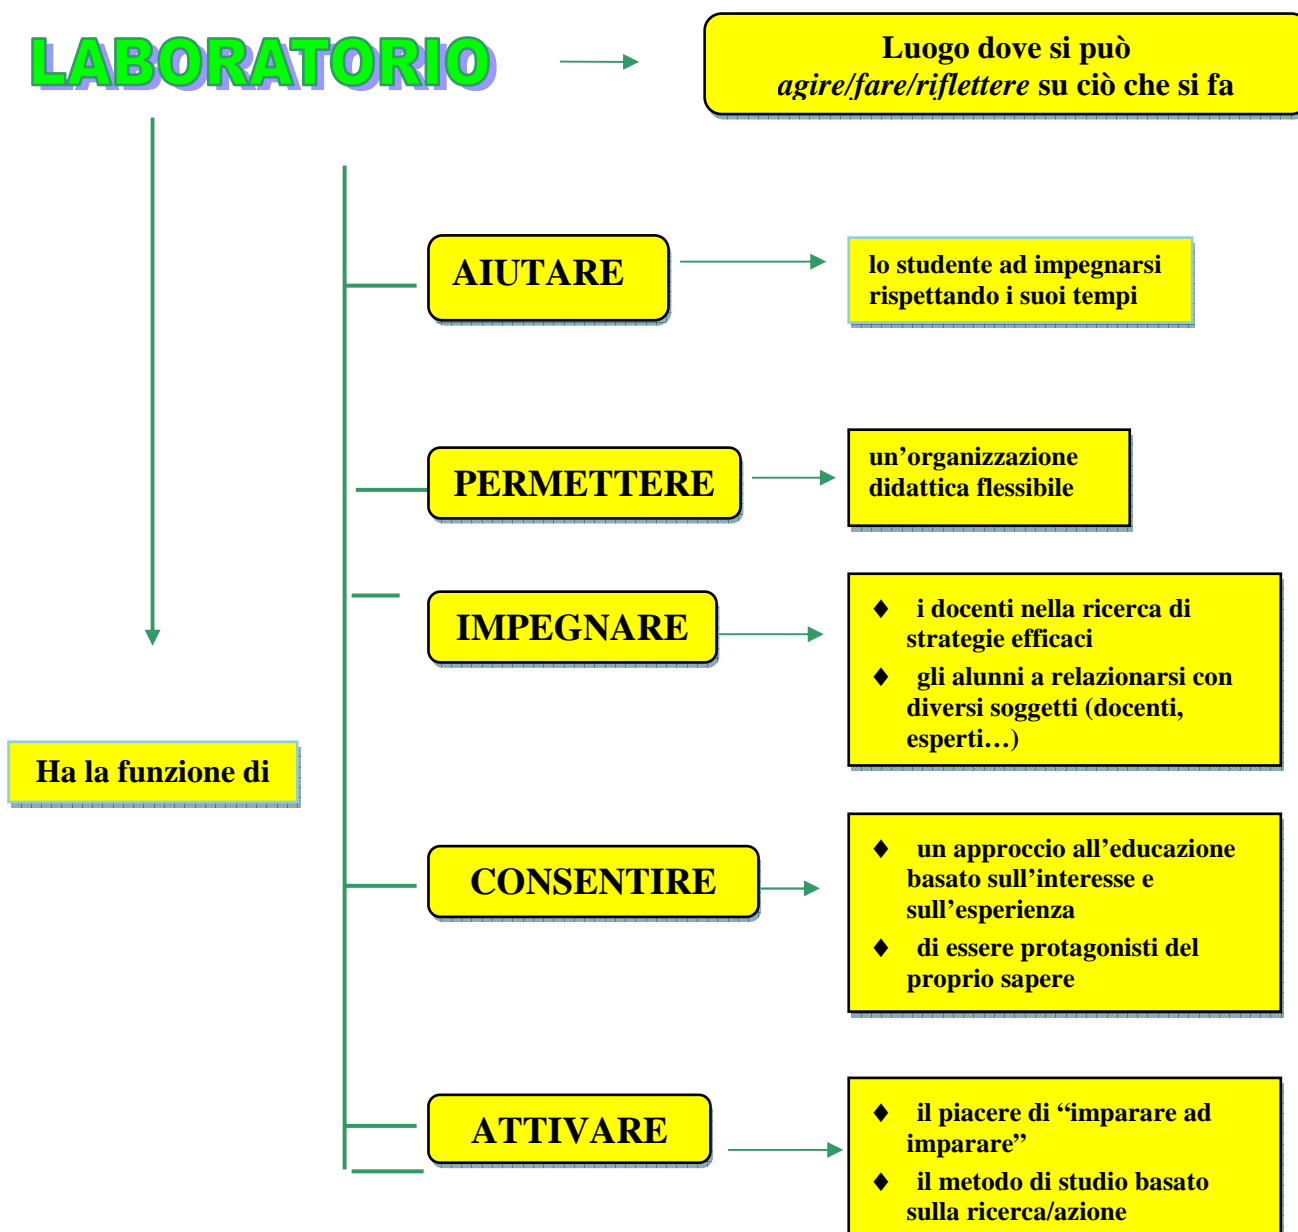 LABORATORIO
Luogo dove si può
agire/fare/riflettere su ciò che si fa
AIUTARE
lo studente ad impegnarsi
rispettando i suoi tempi
PERMETTERE
un’organizzazione
didattica flessibile
IMPEGNARE
♦ i docenti nella ricerca di
strategie efficaci
♦ gli alunni a relazionarsi con
diversi soggetti (docenti,
esperti…)
Ha la funzione di
CONSENTIRE
♦ un approccio all’educazione
basato sull’interesse e
sull’esperienza
♦ di essere protagonisti del
proprio sapere
ATTIVARE
♦ il piacere di “imparare ad
imparare”
♦ il metodo di studio basato
sulla ricerca/azione